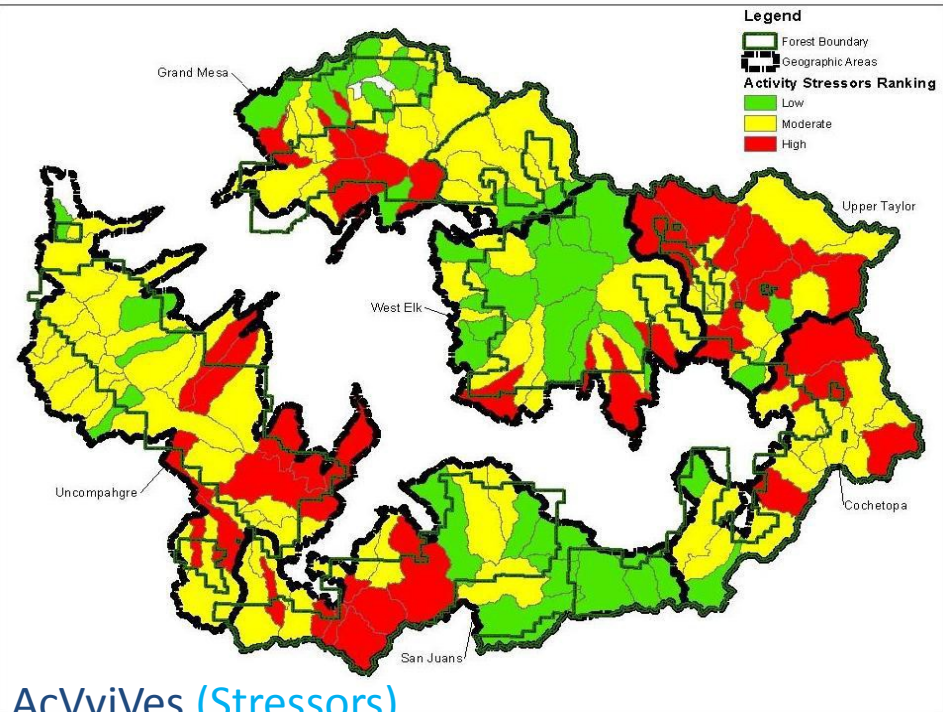 Legend
Forest Boundary
Geographic Areas
Activity Stressors Ranking
Low
Moderate
High
Grand Mesa
Upper Taylor
West Elk
Uncompahgre
Cochetopa
San Juans
AcVviVes (Stressors)